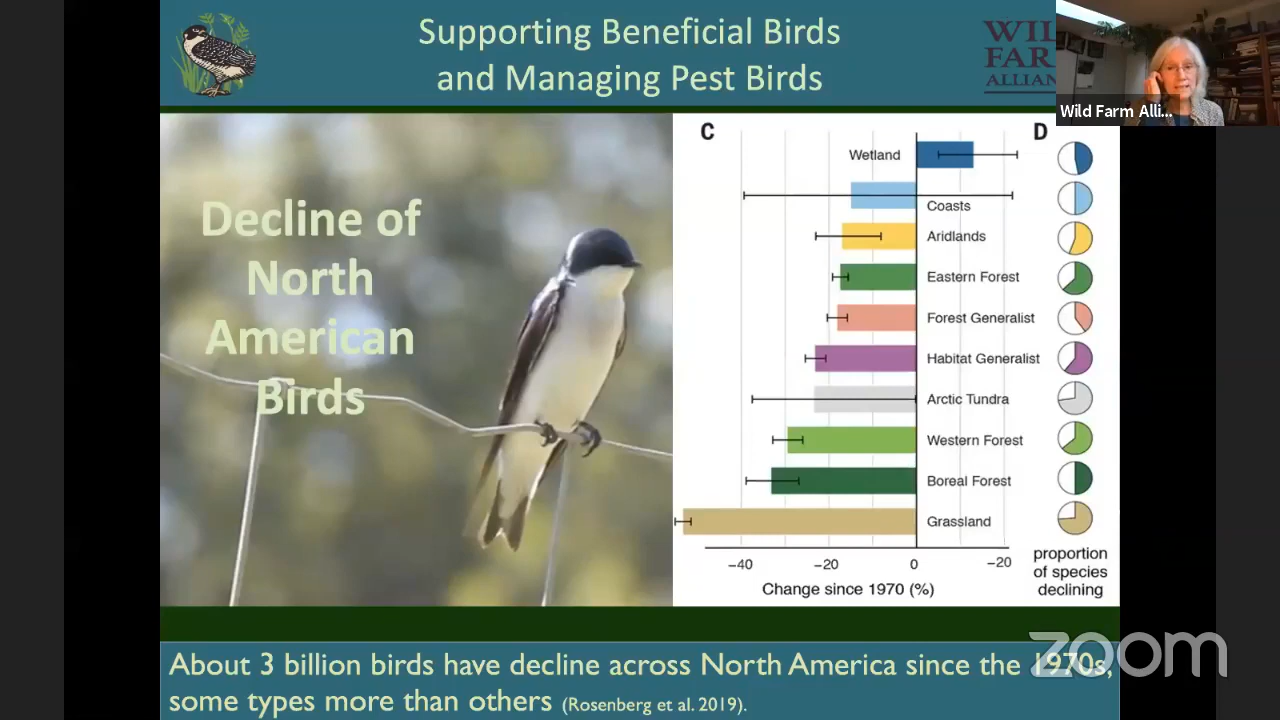 Supporting Beneficial Birds
and Managing Pest Birds
WIL
FAR
ALLIAN
Wild Farm Alli...
Decline of
North
American
Birds
C
D
Wetland
Coasts
Aridlands
Eastern Forest
Forest Generalist
Habitat Generalist
Arctic Tundra
Western Forest
Boreal Forest
Grassland
−40
−20
0
−20
Change since 1970 (%)
proportion
of species
declining
About 3 billion birds have decline across North America since the 1970s,
some types more than others (Rosenberg et al. 2019).
zoom